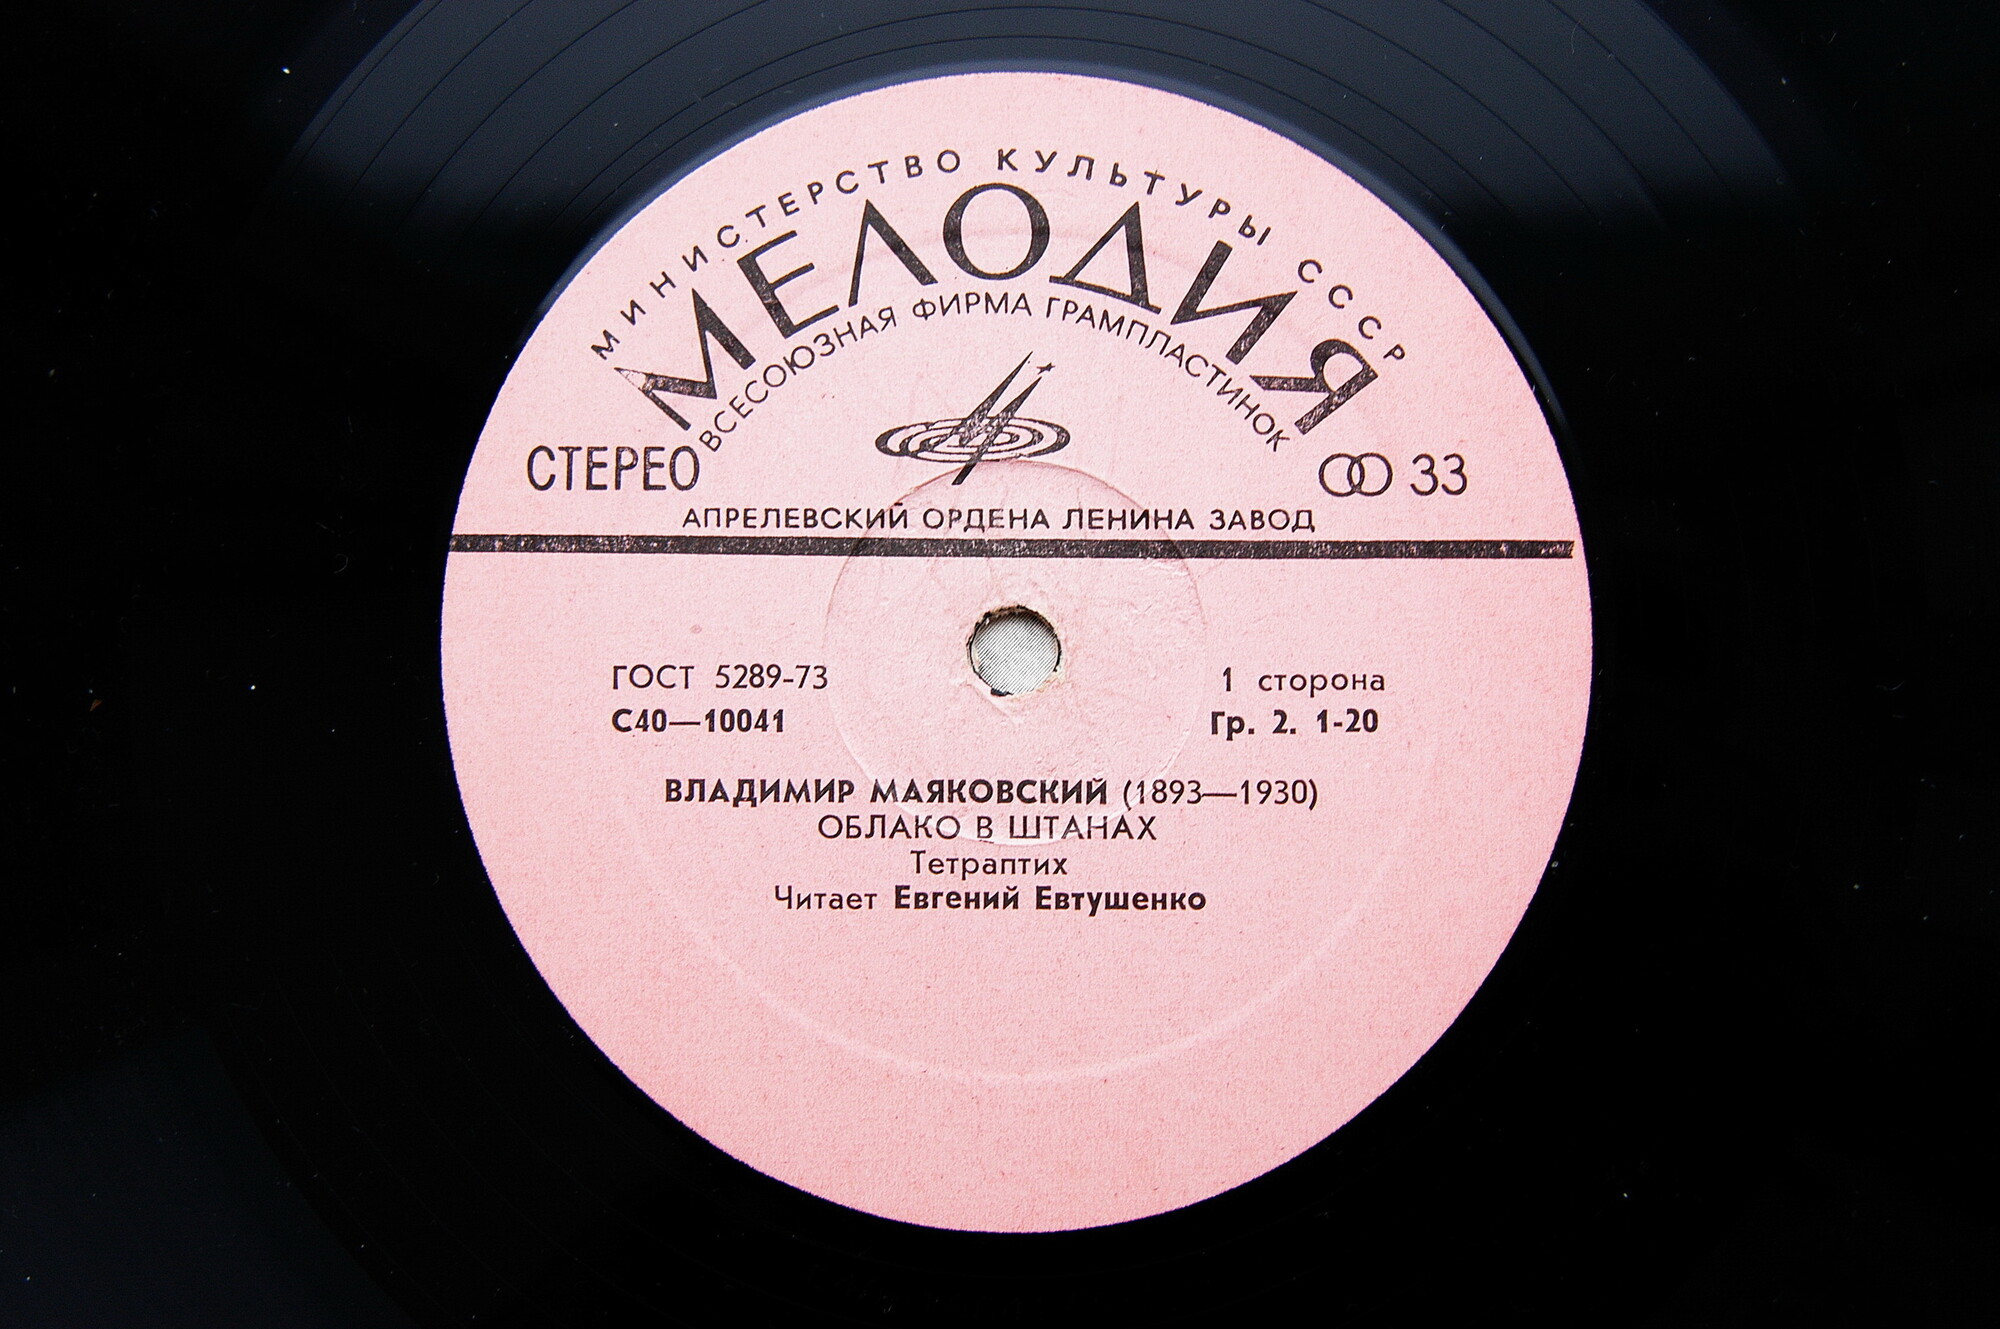 МИНИСТЕРСТВО КУЛЬТУРЫ СССР
МЕЛОДИЯ
ВСЕСОЮЗНАЯ ФИРМА ГРАМПЛАСТИНОК
СТЕРЕО
33
АПРЕЛЕВСКИЙ ОРДЕНА ЛЕНИНА ЗАВОД
ГОСТ 5289-73
1 сторона
С40—10041
Гр. 2. 1-20
ВЛАДИМИР МАЯКОВСКИЙ (1893—1930)
ОБЛАКО В ШТАНАХ
Тетраптих
Читает Евгений Евтушенко